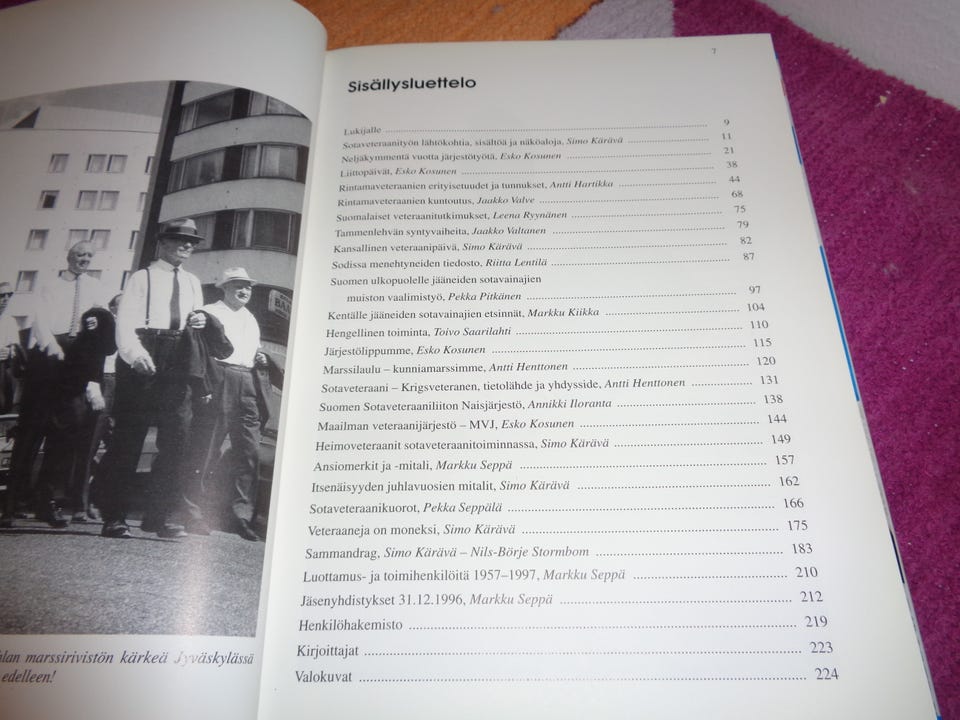 7
Sisällysluettelo
Lukijalle ........ 9
Sotaveteraanityön lähtökohtia, sisältöä ja näköaloja, Simo Kärävä ........ 11
Neljäkymmentä vuotta järjestötyötä, Esko Kosunen ........ 21
Liittopäivät, Esko Kosunen ........ 38
Rintamaveteraanien erityisetuudet ja tunnukset, Antti Hartikka ........ 44
Rintamaveteraanien kuntoutus, Jaakko Valve ........ 68
Suomalaiset veteraanitutkimukset, Leena Ryynänen ........ 75
Tammenlehvän syntyvaiheita, Jaakko Valtanen ........ 79
Kansallinen veteraanipäivä, Simo Kärävä ........ 82
Sodissa menehtyneiden tiedosto, Riitta Lentilä ........ 87
Suomen ulkopuolelle jääneiden sotavainajien
muiston vaalimistyö, Pekka Pitkänen ........ 97
Kentälle jääneiden sotavainajien etsinnät, Markku Kiikka ........ 104
Hengellinen toiminta, Toivo Saarilahti ........ 110
Järjestölippumme, Esko Kosunen ........ 115
Marssilaulu – kunniamarssimme, Antti Henttonen ........ 120
Sotaveteraani – Krigsveteranen, tietolähde ja yhdysside, Antti Henttonen ........ 131
Suomen Sotaveteraaniliiton Naisjärjestö, Annikki Iloranta ........ 138
Maailman veteraanijärjestö – MVJ, Esko Kosunen ........ 144
Heimoveteraanit sotaveteraanitoiminnassa, Simo Kärävä ........ 149
Ansiomerkit ja -mitali, Markku Seppä ........ 157
Itsenäisyyden juhlavuosien mitalit, Simo Kärävä ........ 162
Sotaveteraanikuorot, Pekka Seppälä ........ 166
Veteraaneja on moneksi, Simo Kärävä ........ 175
Sammandrag, Simo Kärävä – Nils-Börje Stormbom ........ 183
Luottamus- ja toimihenkilöitä 1957–1997, Markku Seppä ........ 210
Jäsenyhdistykset 31.12.1996, Markku Seppä ........ 212
Henkilöhakemisto ........ 219
Kirjoittajat ........ 223
Valokuvat ........ 224
marssirivistön kärkeä Jyväskylässä
edelleen!